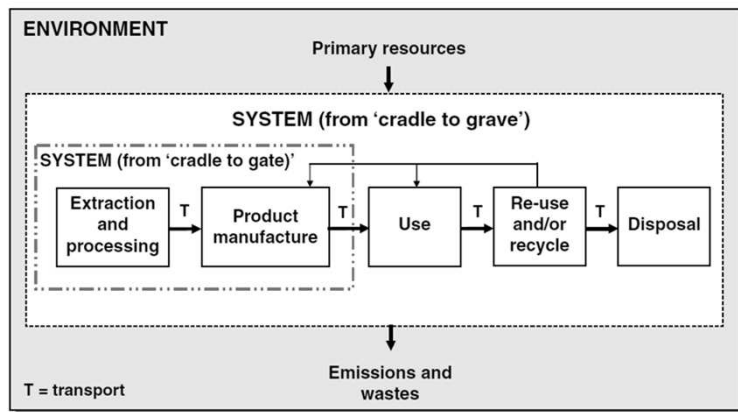 ENVIRONMENT
Primary resources
SYSTEM (from ‘cradle to grave’)
SYSTEM (from ‘cradle to gate)’
Extraction
and
processing
T
Product
manufacture
T
Use
T
Re-use
and/or
recycle
T
Disposal
Emissions and
wastes
T = transport